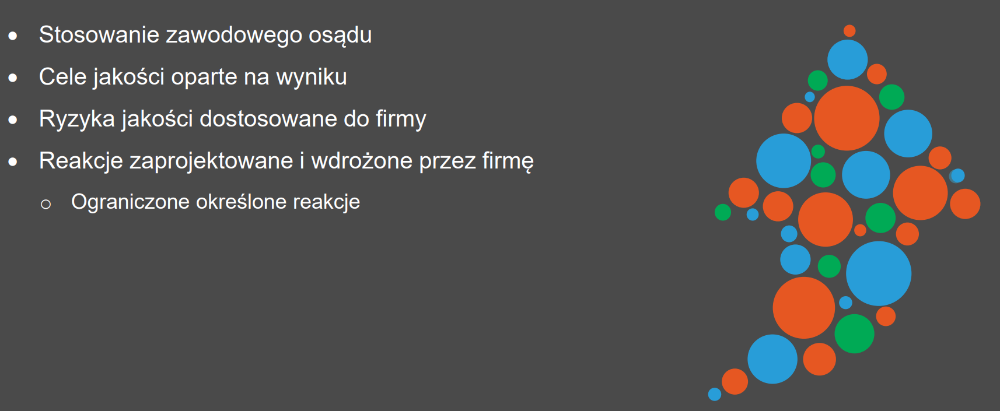 Stosowanie zawodowego osądu
Cele jakości oparte na wyniku
Ryzyka jakości dostosowane do firmy
Reakcje zaprojektowane i wdrożone przez firmę
Ograniczone określone reakcje